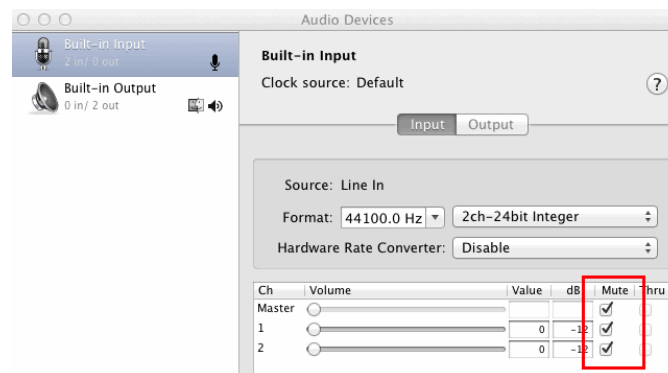 Audio Devices
Built-in Input
2 in/ 0 out
Built-in Output
0 in/ 2 out
Built-in Input
Clock source: Default
?
Input Output
Source: Line In
Format: 44100.0 Hz 2ch-24bit Integer
Hardware Rate Converter: Disable
Ch Volume Value dB Mute Thru
Master
1 0 -12
2 0 -12